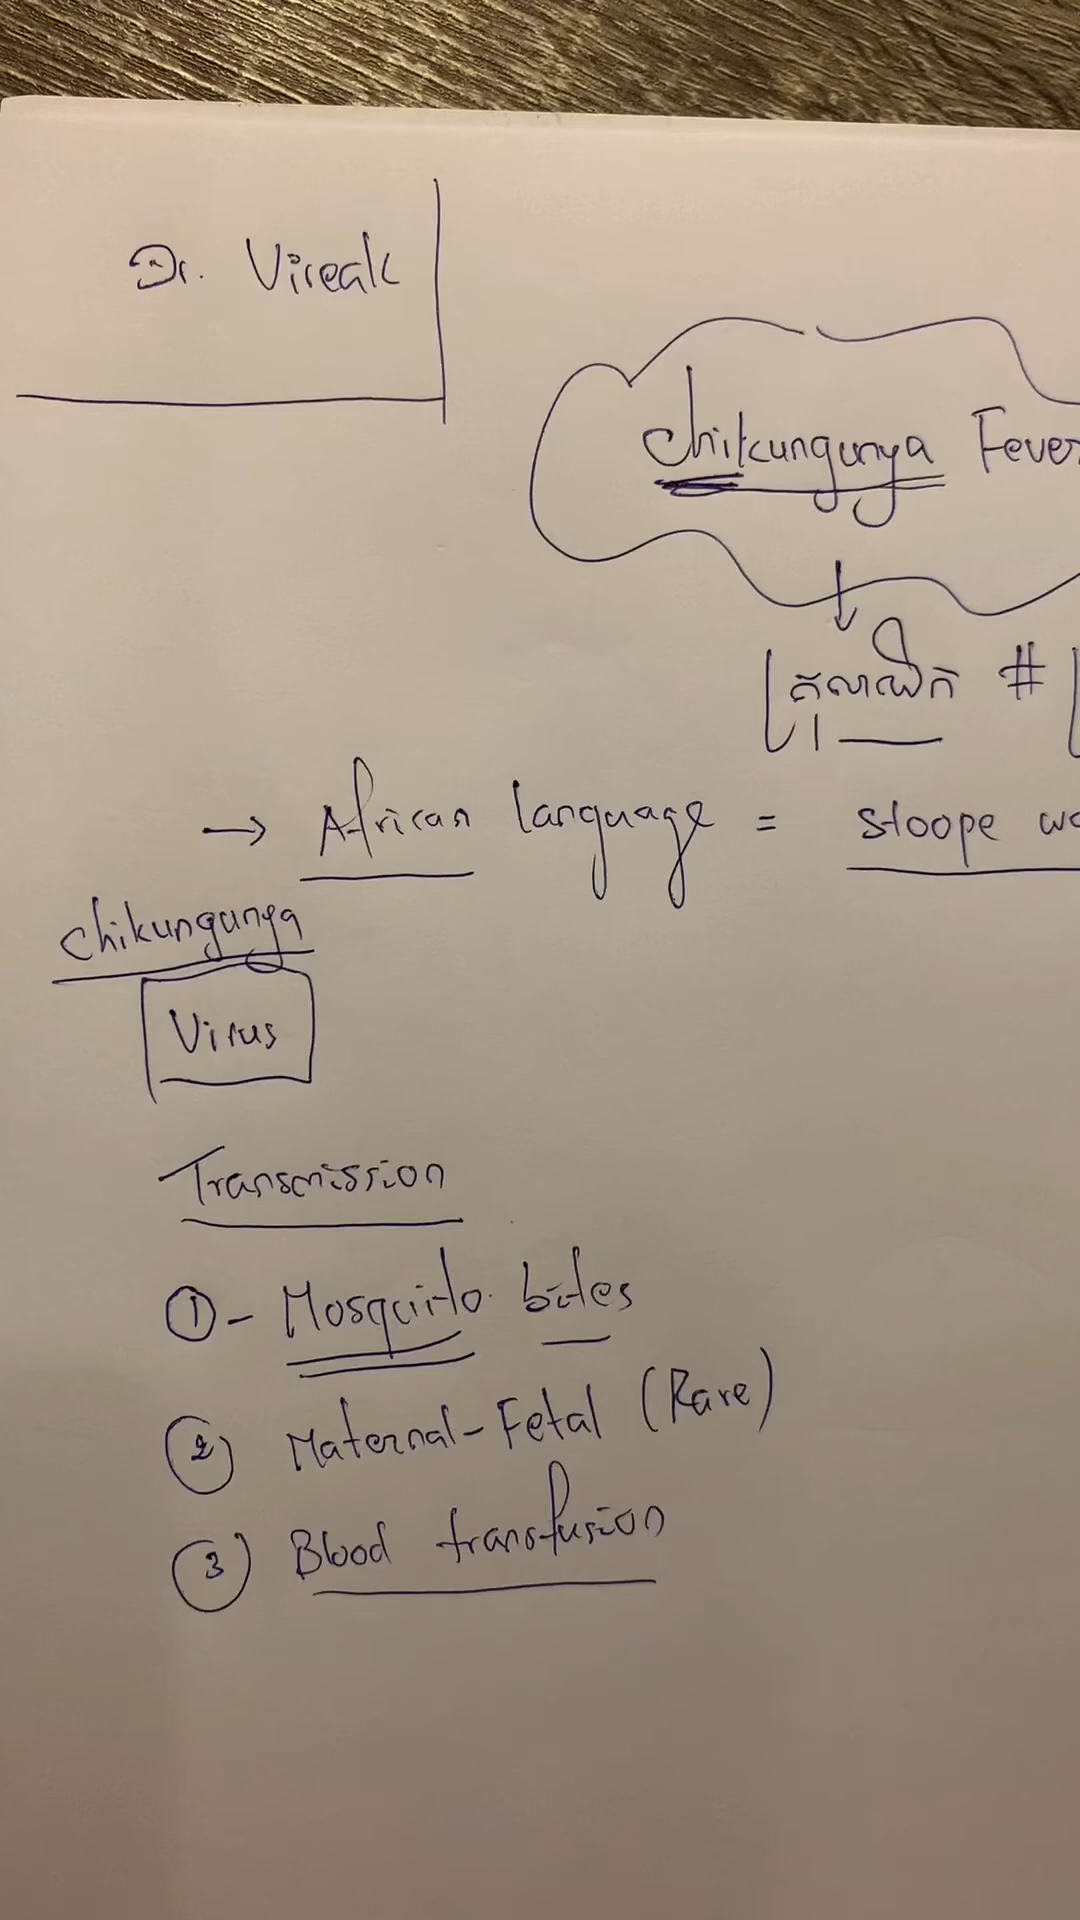 Dr. Vireak
Chikungunya Fever
គ្រុនឈឺក #
→ African language = stoope
Chikungunya
Virus
Transmission
1 - Mosquito bites
2 Maternal-Fetal (Rare)
3 Blood transfusion